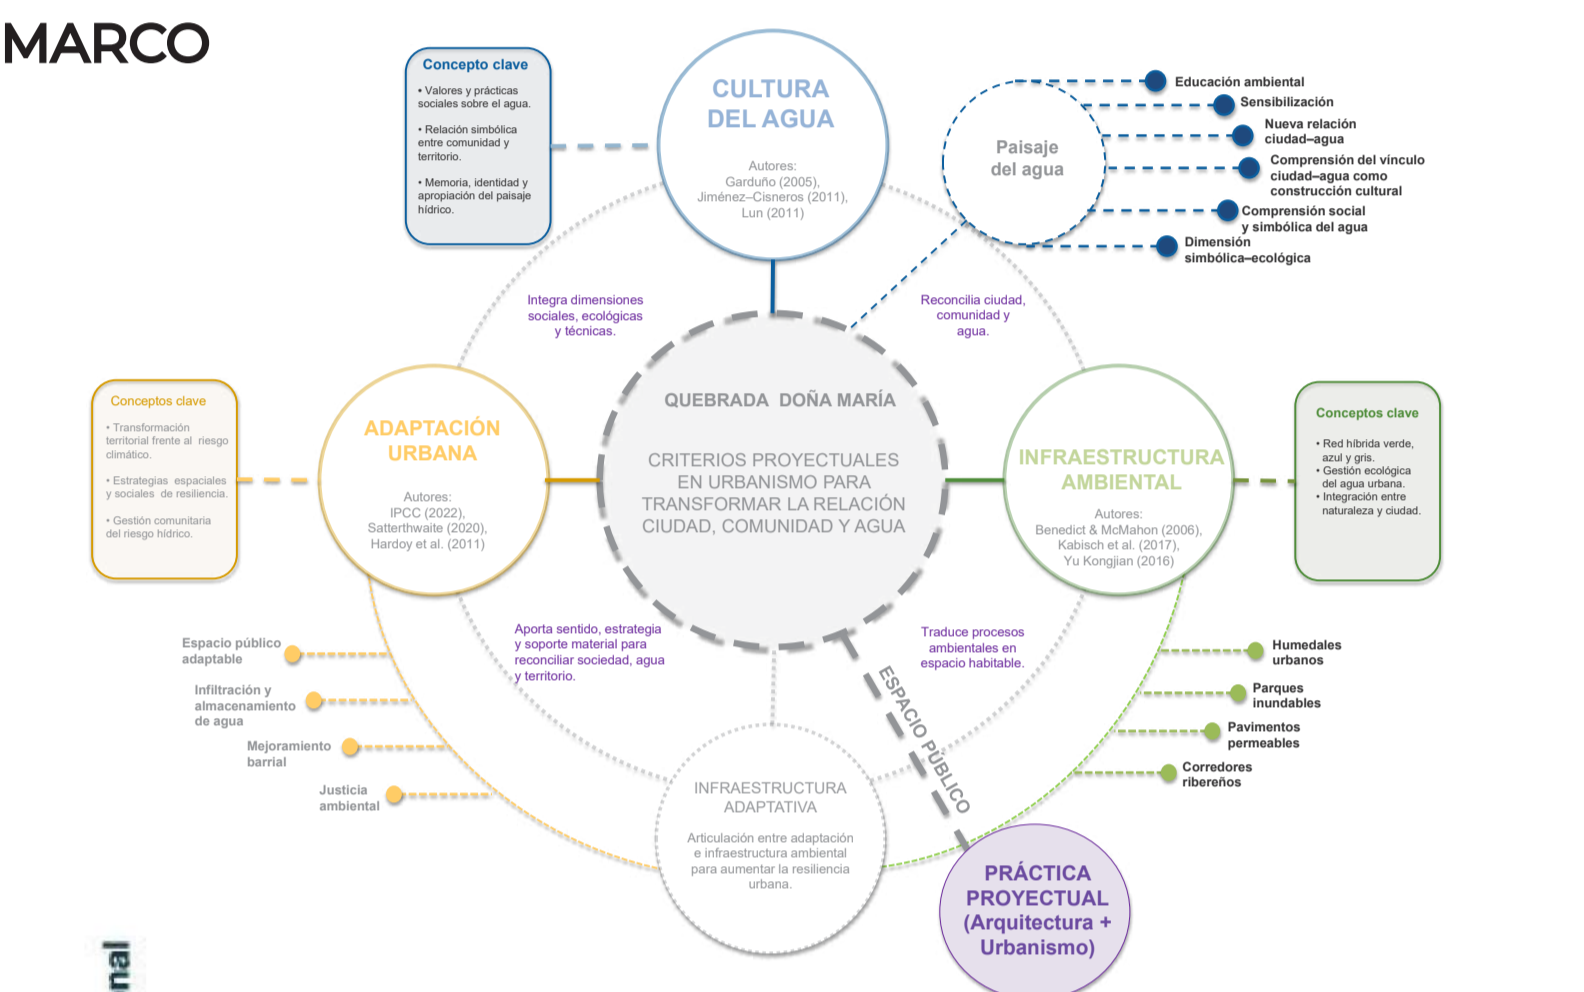 MARCO
Concepto clave
• Valores y prácticas
sociales sobre el agua.
• Relación simbólica
entre comunidad y
territorio.
• Memoria, identidad y
apropiación del paisaje
hídrico.
CULTURA
DEL AGUA
Autores:
Garduño (2005),
Jiménez–Cisneros (2011),
Lun (2011)
Paisaje
del agua
Educación ambiental
Sensibilización
Nueva relación
ciudad–agua
Comprensión del vínculo
ciudad–agua como
construcción cultural
Comprensión social
y simbólica del agua
Dimensión
simbólica–ecológica
Integra dimensiones
sociales, ecológicas
y técnicas.
Reconcilia ciudad,
comunidad y
agua.
Conceptos clave
• Transformación
territorial frente al riesgo
climático.
• Estrategias espaciales
y sociales de resiliencia.
• Gestión comunitaria
del riesgo hídrico.
ADAPTACIÓN
URBANA
Autores:
IPCC (2022),
Satterthwaite (2020),
Hardoy et al. (2011)
QUEBRADA DOÑA MARÍA
CRITERIOS PROYECTUALES
EN URBANISMO PARA
TRANSFORMAR LA RELACIÓN
CIUDAD, COMUNIDAD Y AGUA
INFRAESTRUCTURA
AMBIENTAL
Autores:
Benedict & McMahon (2006),
Kabisch et al. (2017),
Yu Kongjian (2016)
Conceptos clave
• Red híbrida verde,
azul y gris.
• Gestión ecológica
del agua urbana.
• Integración entre
naturaleza y ciudad.
Aporta sentido, estrategia
y soporte material para
reconciliar sociedad, agua
y territorio.
Traduce procesos
ambientales en
espacio habitable.
Espacio público
adaptable
Infiltración y
almacenamiento
de agua
Mejoramiento
barrial
Justicia
ambiental
ESPACIO PÚBLICO
Humedales
urbanos
Parques
inundables
Pavimentos
permeables
Corredores
ribereños
INFRAESTRUCTURA
ADAPTATIVA
Articulación entre adaptación
e infraestructura ambiental
para aumentar la resiliencia
urbana.
PRÁCTICA
PROYECTUAL
(Arquitectura +
Urbanismo)
nal